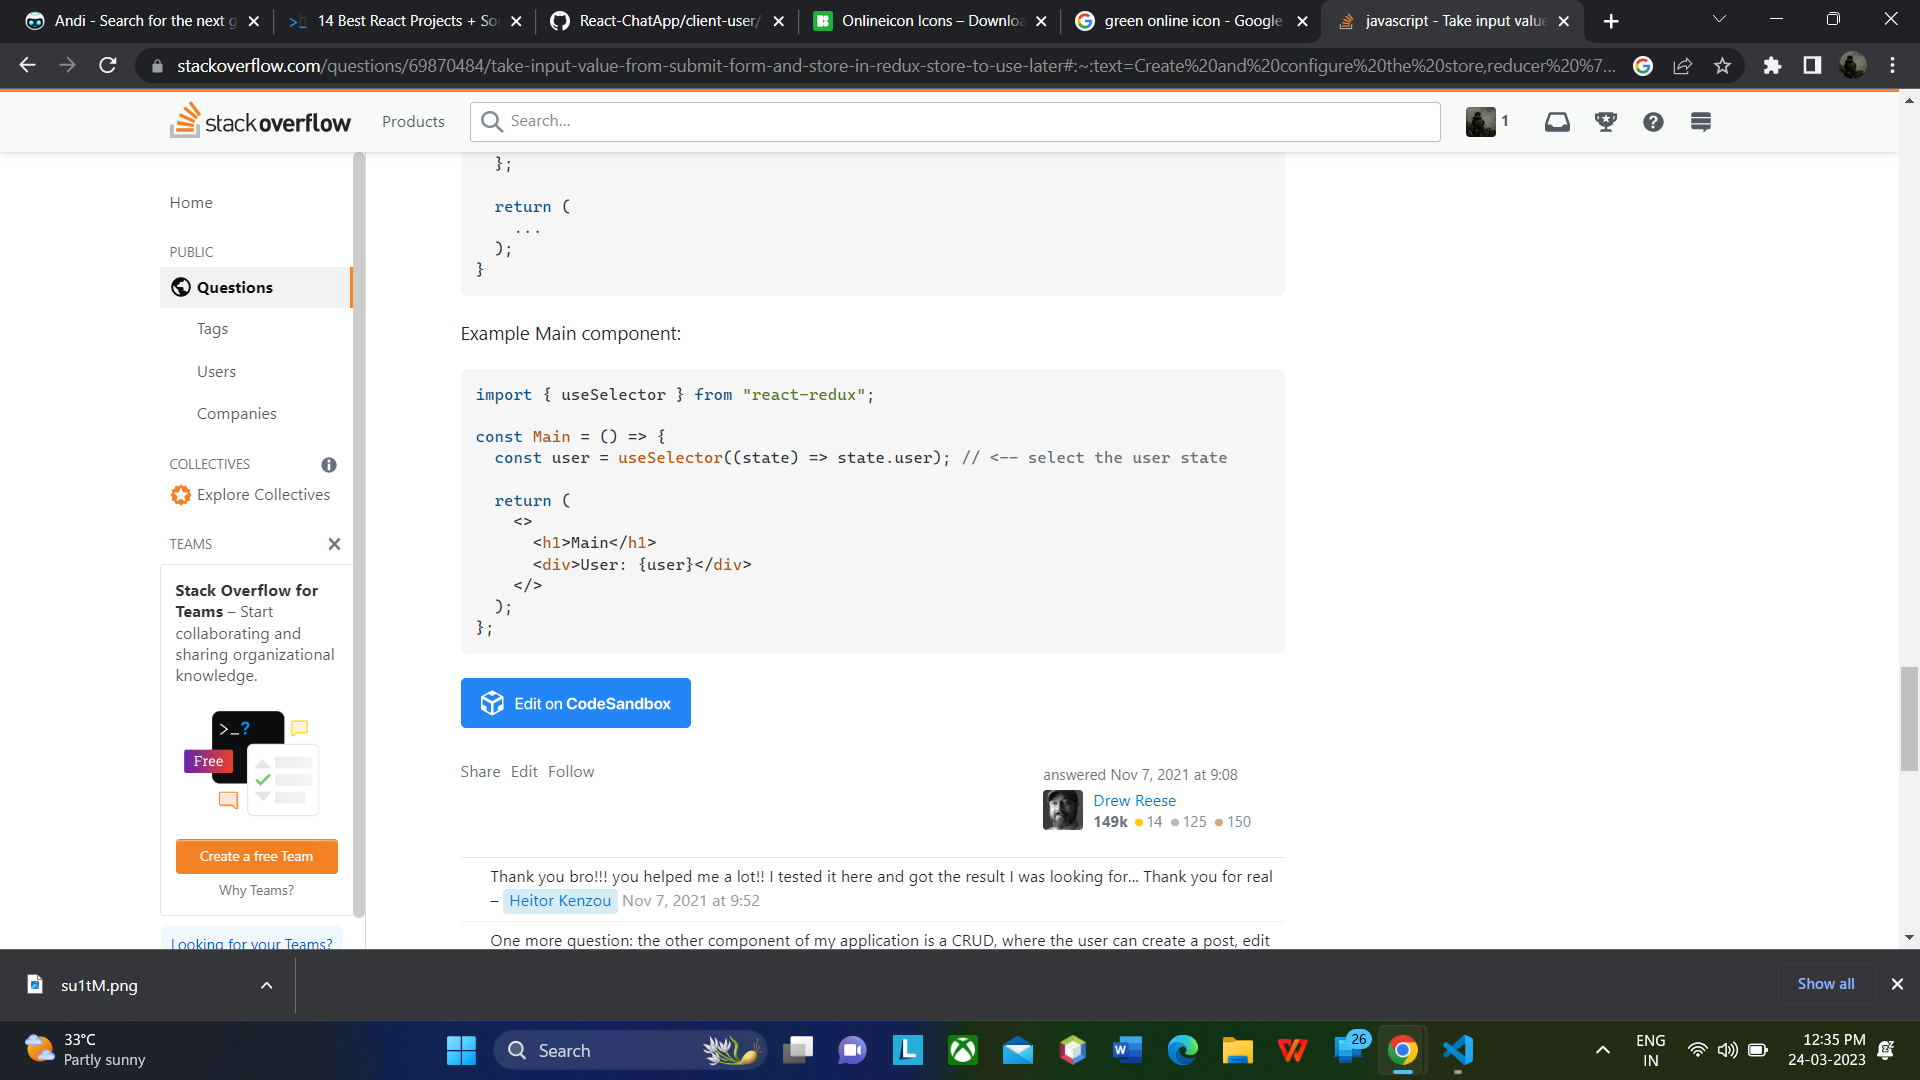 Andi - Search for the next g
14 Best React Projects + So
React-ChatApp/client-user/
Onlineicon Icons – Downlo
green online icon - Google
javascript - Take input value
stackoverflow.com/questions/69870484/take-input-value-from-submit-form-and-store-in-redux-store-to-use-later#:~:text=Create%20and%20configure%20the%20store,reducer%20%7...
stackoverflow
Products
Search...
1
Home
PUBLIC
Questions
Tags
Users
Companies
COLLECTIVES
Explore Collectives
TEAMS
Stack Overflow for
Teams – Start
collaborating and
sharing organizational
knowledge.
>_?
Free
Create a free Team
Why Teams?
Looking for your Teams?
};
return (
...
);
}
Example Main component:
import { useSelector } from "react-redux";
const Main = () => {
const user = useSelector((state) => state.user); // <-- select the user state
return (
<>
<h1>Main</h1>
<div>User: {user}</div>
</>
);
};
Edit on CodeSandbox
Share Edit Follow
answered Nov 7, 2021 at 9:08
Drew Reese
149k 14 125 150
Thank you bro!!! you helped me a lot!! I tested it here and got the result I was looking for... Thank you for real
– Heitor Kenzou Nov 7, 2021 at 9:52
One more question: the other component of my application is a CRUD, where the user can create a post, edit
su1tM.png
Show all
33°C
Partly sunny
Search
L
W
26
ENG
IN
12:35 PM
24-03-2023